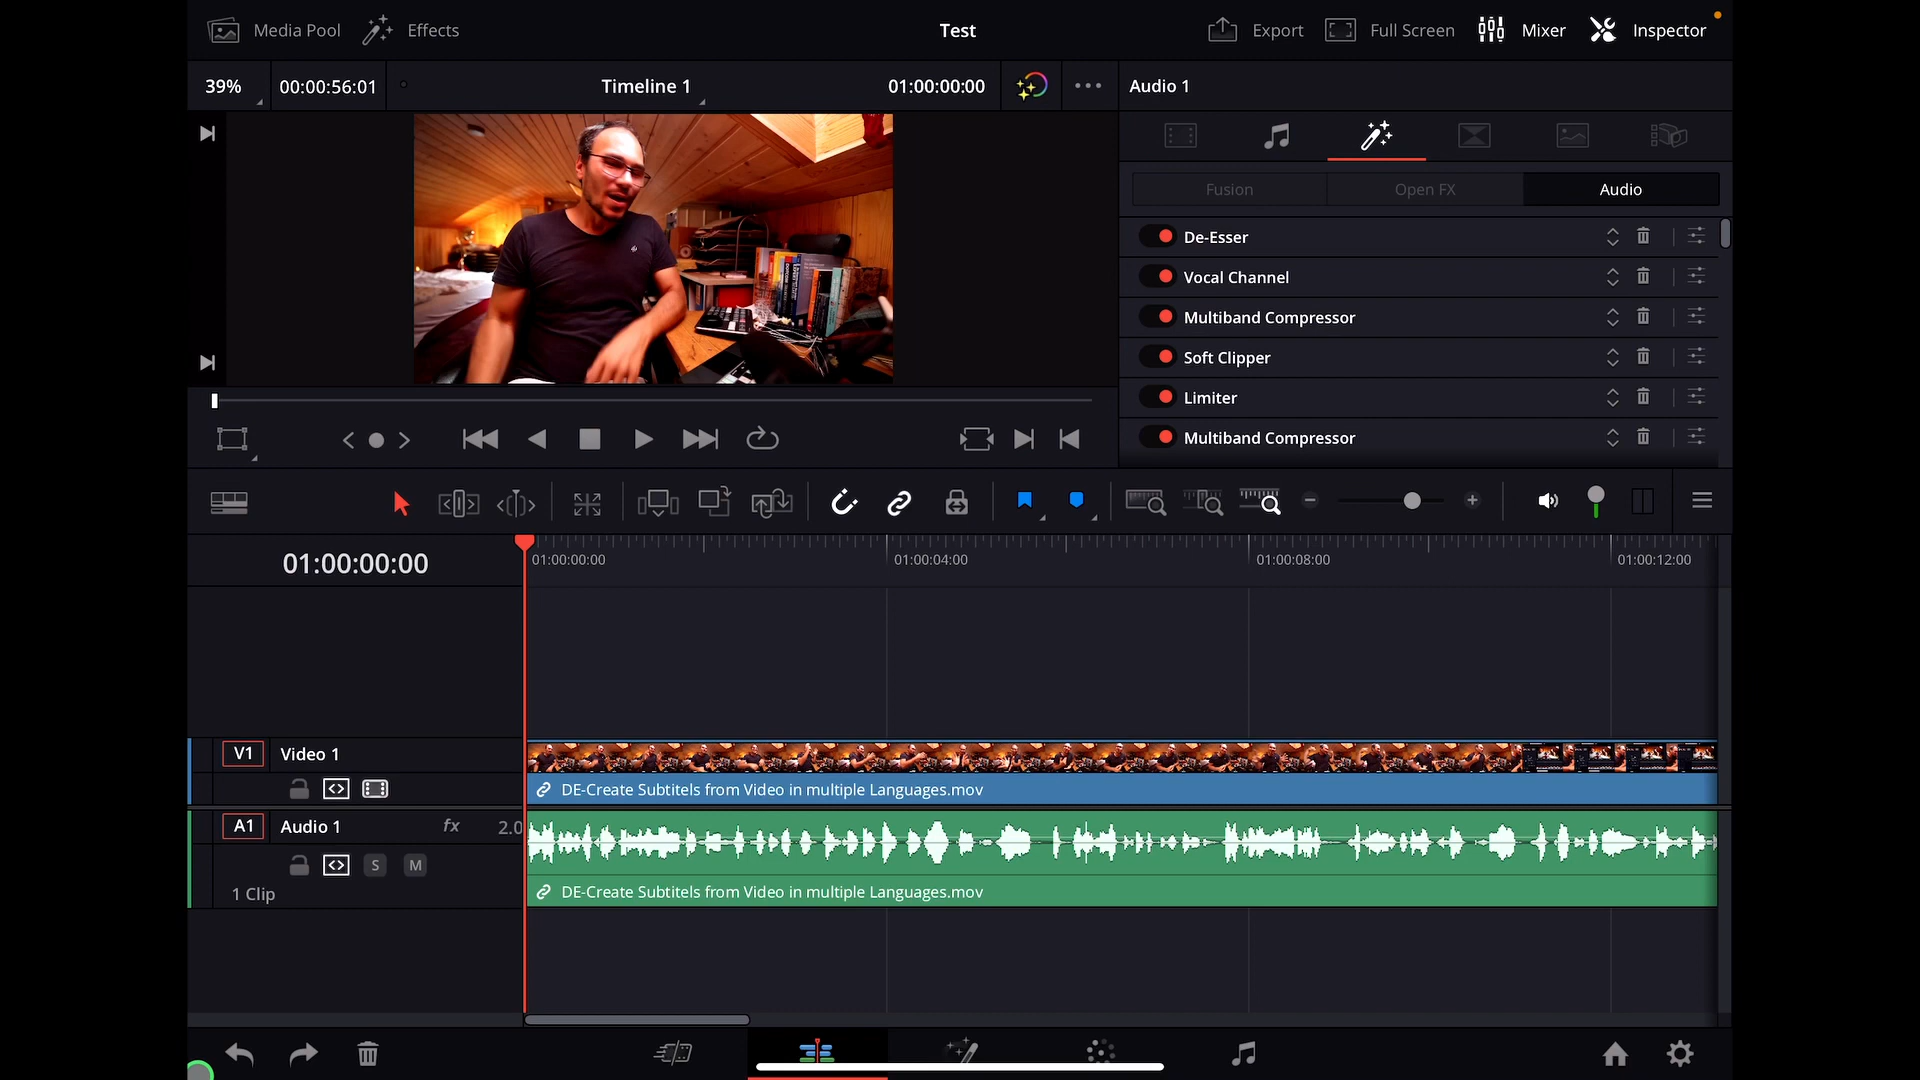 Media Pool Effects Test Export Full Screen Mixer Inspector
39% 00:00:56:01 Timeline 1 01:00:00:00 Audio 1
Fusion Open FX Audio
De-Esser
Vocal Channel
Multiband Compressor
Soft Clipper
Limiter
Multiband Compressor
01:00:00:00 01:00:00:00 01:00:04:00 01:00:08:00 01:00:12:00
V1 Video 1
DE-Create Subtitels from Video in multiple Languages.mov
A1 Audio 1 fx 2.0
S M
1 Clip DE-Create Subtitels from Video in multiple Languages.mov